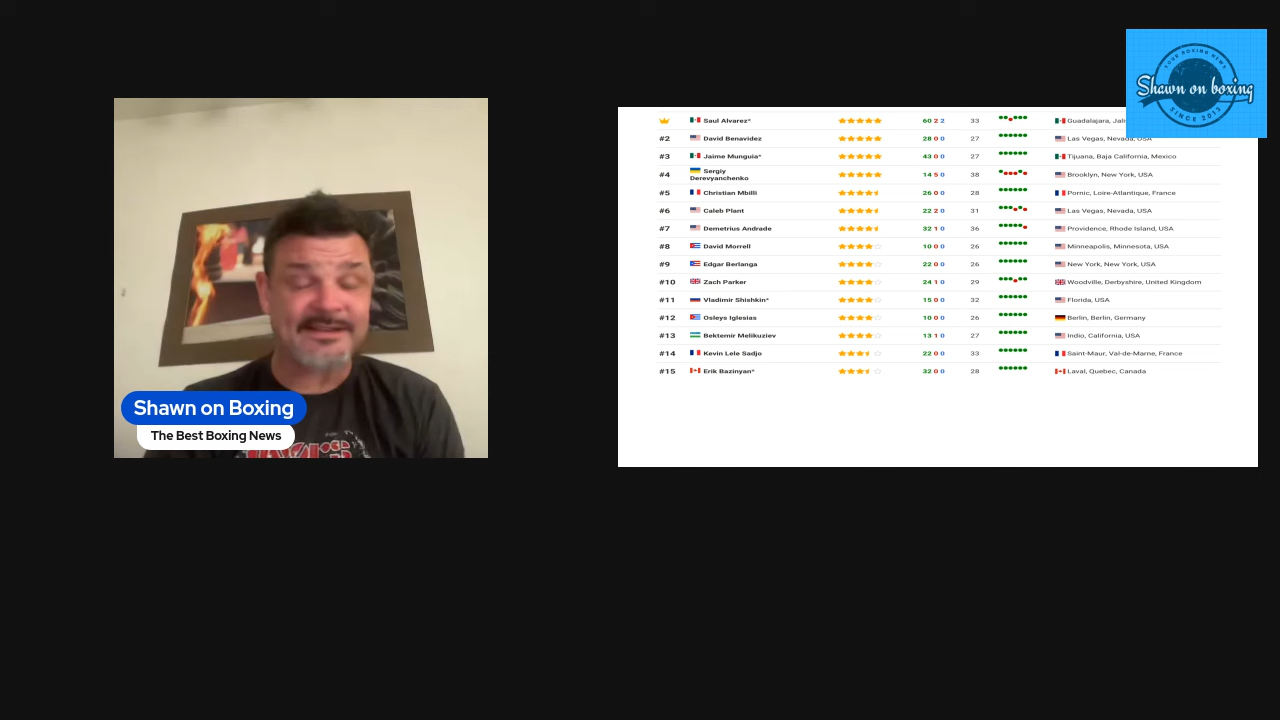 Saul Alvarez* 60 2 2 33 Guadalajara,
#2 David Benavidez 28 0 0 27 Las Vegas, Nevada, USA
#3 Jaime Munguia* 43 0 0 27 Tijuana, Baja California, Mexico
#4 Sergiy Derevyanchenko 14 5 0 38 Brooklyn, New York, USA
#5 Christian Mbilli 26 0 0 28 Pornic, Loire-Atlantique, France
#6 Caleb Plant 22 2 0 31 Las Vegas, Nevada, USA
#7 Demetrius Andrade 32 1 0 36 Providence, Rhode Island, USA
#8 David Morrell 10 0 0 26 Minneapolis, Minnesota, USA
#9 Edgar Berlanga 22 0 0 26 New York, New York, USA
#10 Zach Parker 24 1 0 29 Woodville, Derbyshire, United Kingdom
#11 Vladimir Shishkin* 15 0 0 32 Florida, USA
#12 Osleys Iglesias 10 0 0 26 Berlin, Berlin, Germany
#13 Bektemir Melikuziev 13 1 0 27 Indio, California, USA
#14 Kevin Lele Sadjo 22 0 0 33 Saint-Maur, Val-de-Marne, France
#15 Erik Bazinyan* 32 0 0 28 Laval, Quebec, Canada
YOUR BOXING NEWS
Shawn on boxing
SINCE 2012
Shawn on Boxing
The Best Boxing News